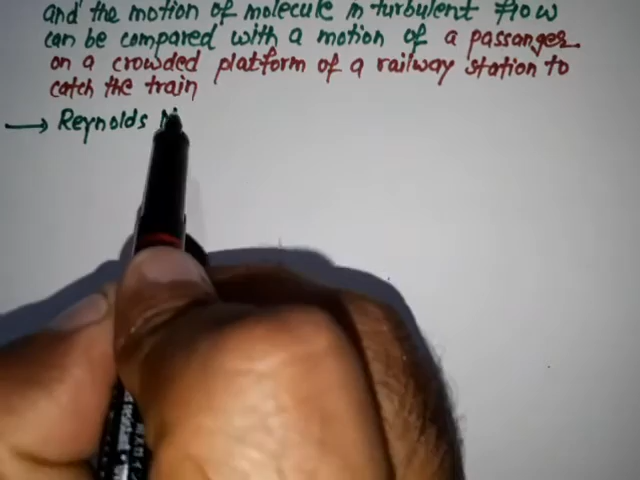 and the motion of molecule in turbulent flow
can be compared with a motion of a passanger
on a crowded platform of a railway station to
catch the train
→ Reynolds